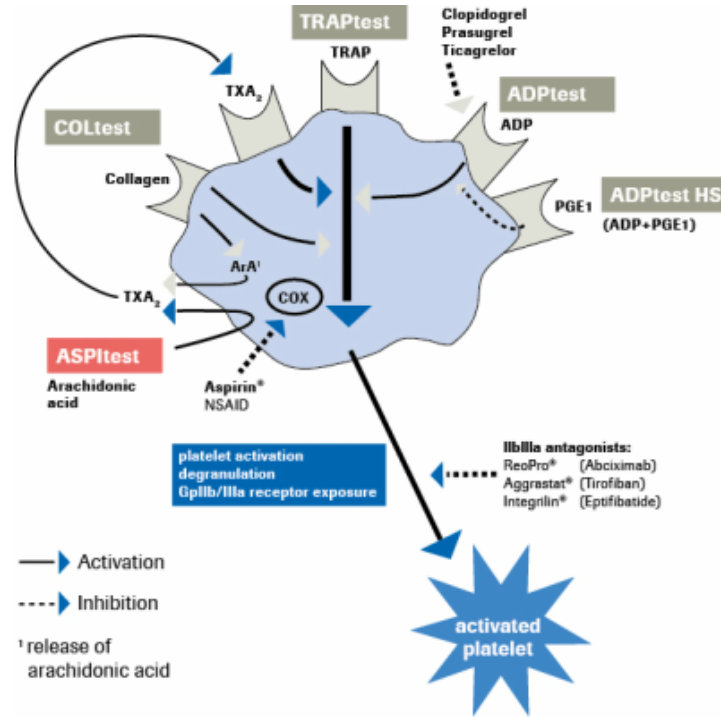 TRAPtest
TRAP
Clopidogrel
Prasugrel
Ticagrelor
TXA₂
ADPtest
ADP
COLtest
Collagen
PGE1
ADPtest HS
(ADP+PGE1)
ArA¹
TXA₂
COX
ASPItest
Arachidonic
acid
Aspirin®
NSAID
platelet activation
degranulation
GpIIb/IIIa receptor exposure
IIbIIIa antagonists:
ReoPro® (Abciximab)
Aggrastat® (Tirofiban)
Integrilin® (Eptifibatide)
Activation
Inhibition
¹ release of
arachidonic acid
activated
platelet